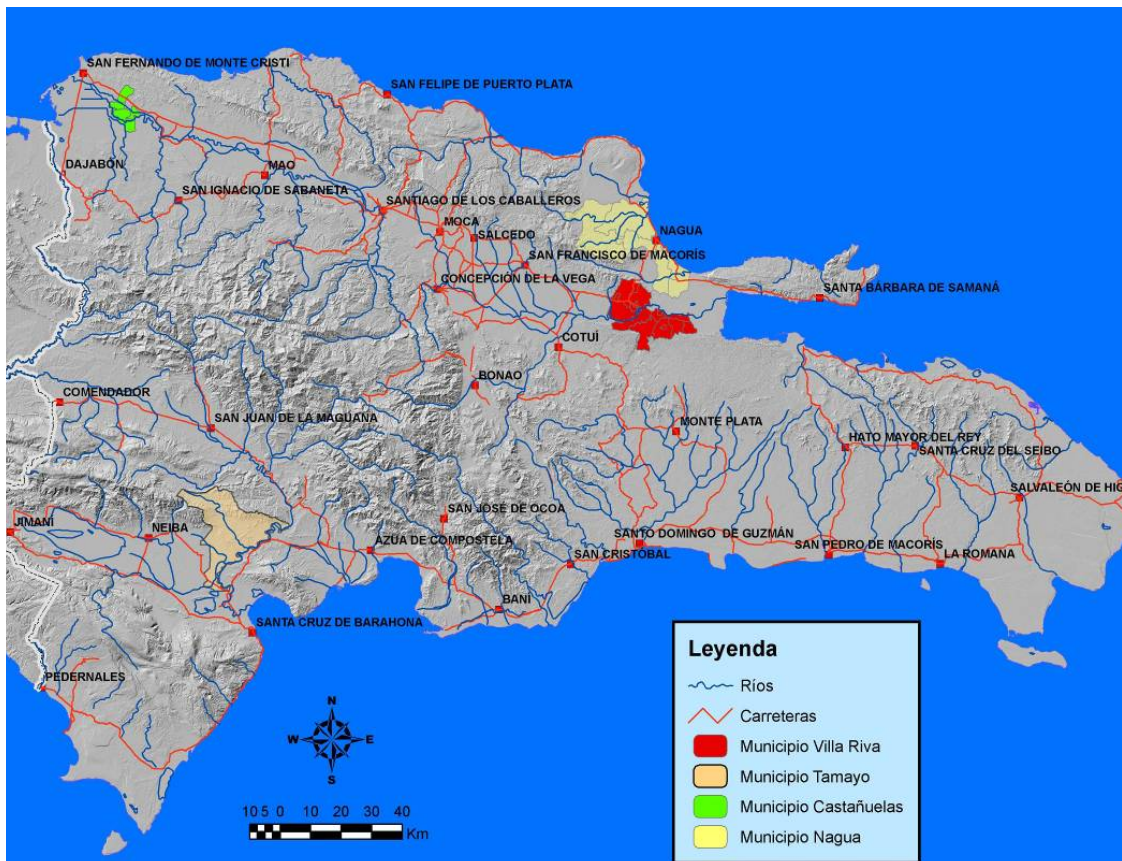 SAN FERNANDO DE MONTE CRISTI
SAN FELIPE DE PUERTO PLATA
DAJABÓN
MAO
SAN IGNACIO DE SABANETA
SANTIAGO DE LOS CABALLEROS
MOCA
SALCEDO
NAGUA
SAN FRANCISCO DE MACORÍS
CONCEPCIÓN DE LA VEGA
SANTA BÁRBARA DE SAMANÁ
COTUÍ
BONAO
COMENDADOR
SAN JUAN DE LA MAGUANA
MONTE PLATA
HATO MAYOR DEL REY
SANTA CRUZ DEL SEIBO
SALVALEÓN DE HIG
JIMANÍ
NEIBA
SAN JOSÉ DE OCOA
AZUA DE COMPOSTELA
SANTO DOMINGO DE GUZMÁN
SAN CRISTÓBAL
SAN PEDRO DE MACORÍS
LA ROMANA
BANÍ
SANTA CRUZ DE BARAHONA
PEDERNALES
N
W E
S
10 5 0 10 20 30 40
Km
Leyenda
Ríos
Carreteras
Municipio Villa Riva
Municipio Tamayo
Municipio Castañuelas
Municipio Nagua